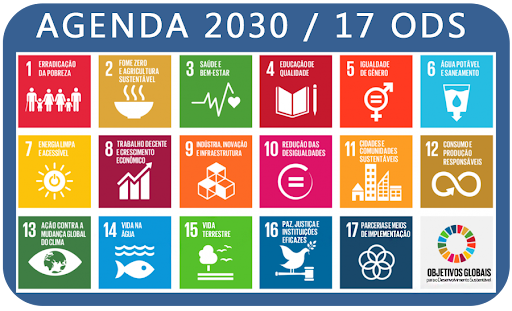 AGENDA 2030 / 17 ODS
1 ERRADICAÇÃO
DA POBREZA
2 FOME ZERO
E AGRICULTURA
SUSTENTÁVEL
3 SAÚDE E
BEM-ESTAR
4 EDUCAÇÃO DE
QUALIDADE
5 IGUALDADE
DE GÊNERO
6 ÁGUA POTÁVEL
E SANEAMENTO
7 ENERGIA LIMPA
E ACESSÍVEL
8 TRABALHO DECENTE
E CRESCIMENTO
ECONÔMICO
9 INDÚSTRIA, INOVAÇÃO
E INFRAESTRUTURA
10 REDUÇÃO DAS
DESIGUALDADES
11 CIDADES E
COMUNIDADES
SUSTENTÁVEIS
12 CONSUMO E
PRODUÇÃO
RESPONSÁVEIS
13 AÇÃO CONTRA A
MUDANÇA GLOBAL
DO CLIMA
14 VIDA NA
ÁGUA
15 VIDA
TERRESTRE
16 PAZ, JUSTIÇA E
INSTITUIÇÕES
EFICAZES
17 PARCERIAS E MEIOS
DE IMPLEMENTAÇÃO
OBJETIVOS GLOBAIS
para o Desenvolvimento Sustentável